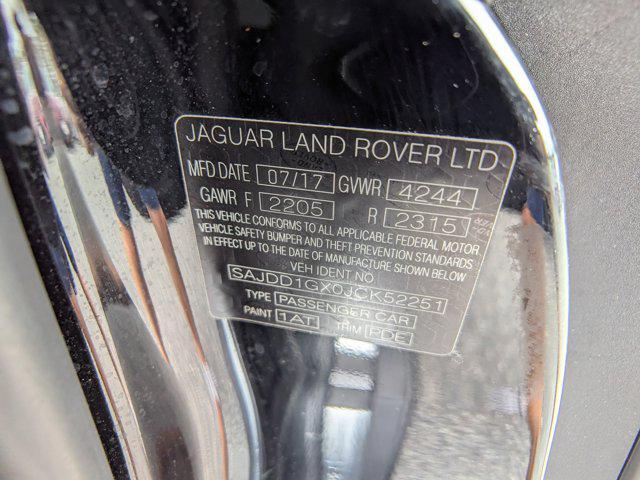 JAGUAR LAND ROVER LTD
MFD DATE 07/17 GVWR 4244
GAWR F 2205 R 2315
THIS VEHICLE CONFORMS TO ALL APPLICABLE FEDERAL MOTOR
VEHICLE SAFETY BUMPER AND THEFT PREVENTION STANDARDS
IN EFFECT UP TO THE DATE OF MANUFACTURE SHOWN BELOW
VEH IDENT NO
SAJDD1GX0JCK52251
TYPE PASSENGER CAR
PAINT 1AT TRIM PDE